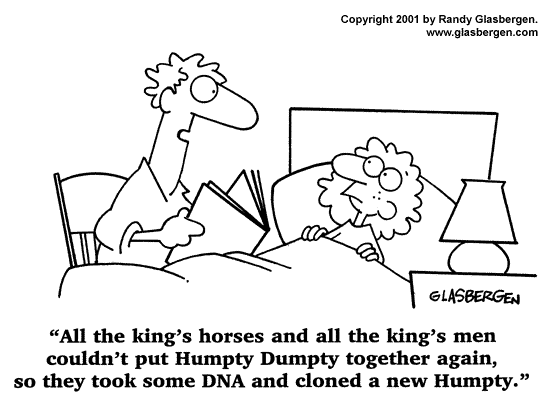 Copyright 2001 by Randy Glasbergen.
www.glasbergen.com
GLASBERGEN
“All the king’s horses and all the king’s men
couldn’t put Humpty Dumpty together again,
so they took some DNA and cloned a new Humpty.”